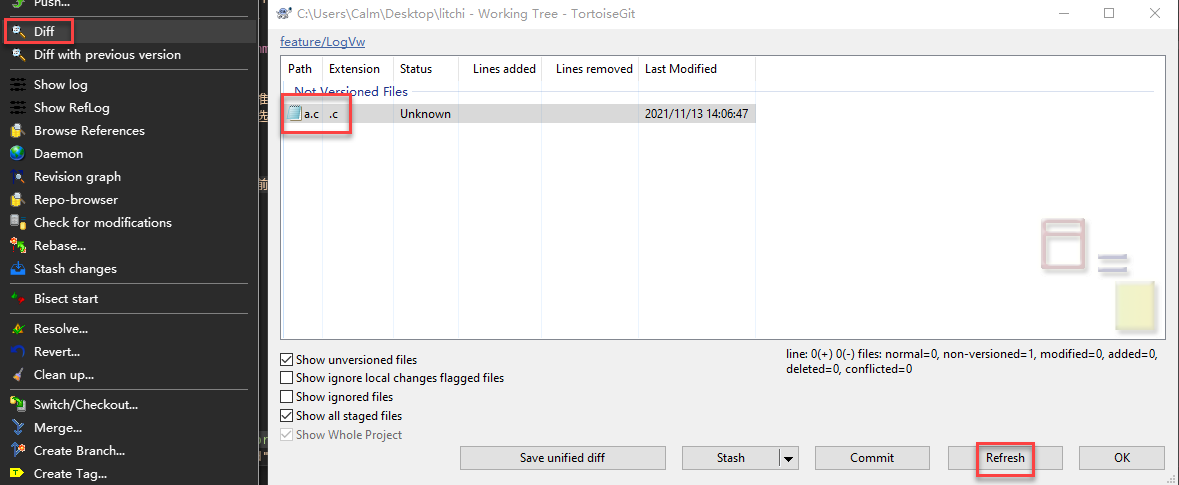 Push...
Diff
Diff with previous version
Show log
Show RefLog
Browse References
Daemon
Revision graph
Repo-browser
Check for modifications
Rebase...
Stash changes
Bisect start
Resolve...
Revert...
Clean up...
Switch/Checkout...
Merge...
Create Branch...
Create Tag...
C:\Users\Calm\Desktop\litchi - Working Tree - TortoiseGit
feature/LogVw
Path Extension Status Lines added Lines removed Last Modified
Not Versioned Files
a.c .c Unknown 2021/11/13 14:06:47
Show unversioned files
Show ignore local changes flagged files
Show ignored files
Show all staged files
Show Whole Project
line: 0(+) 0(-) files: normal=0, non-versioned=1, modified=0, added=0,
deleted=0, conflicted=0
Save unified diff Stash Commit Refresh OK